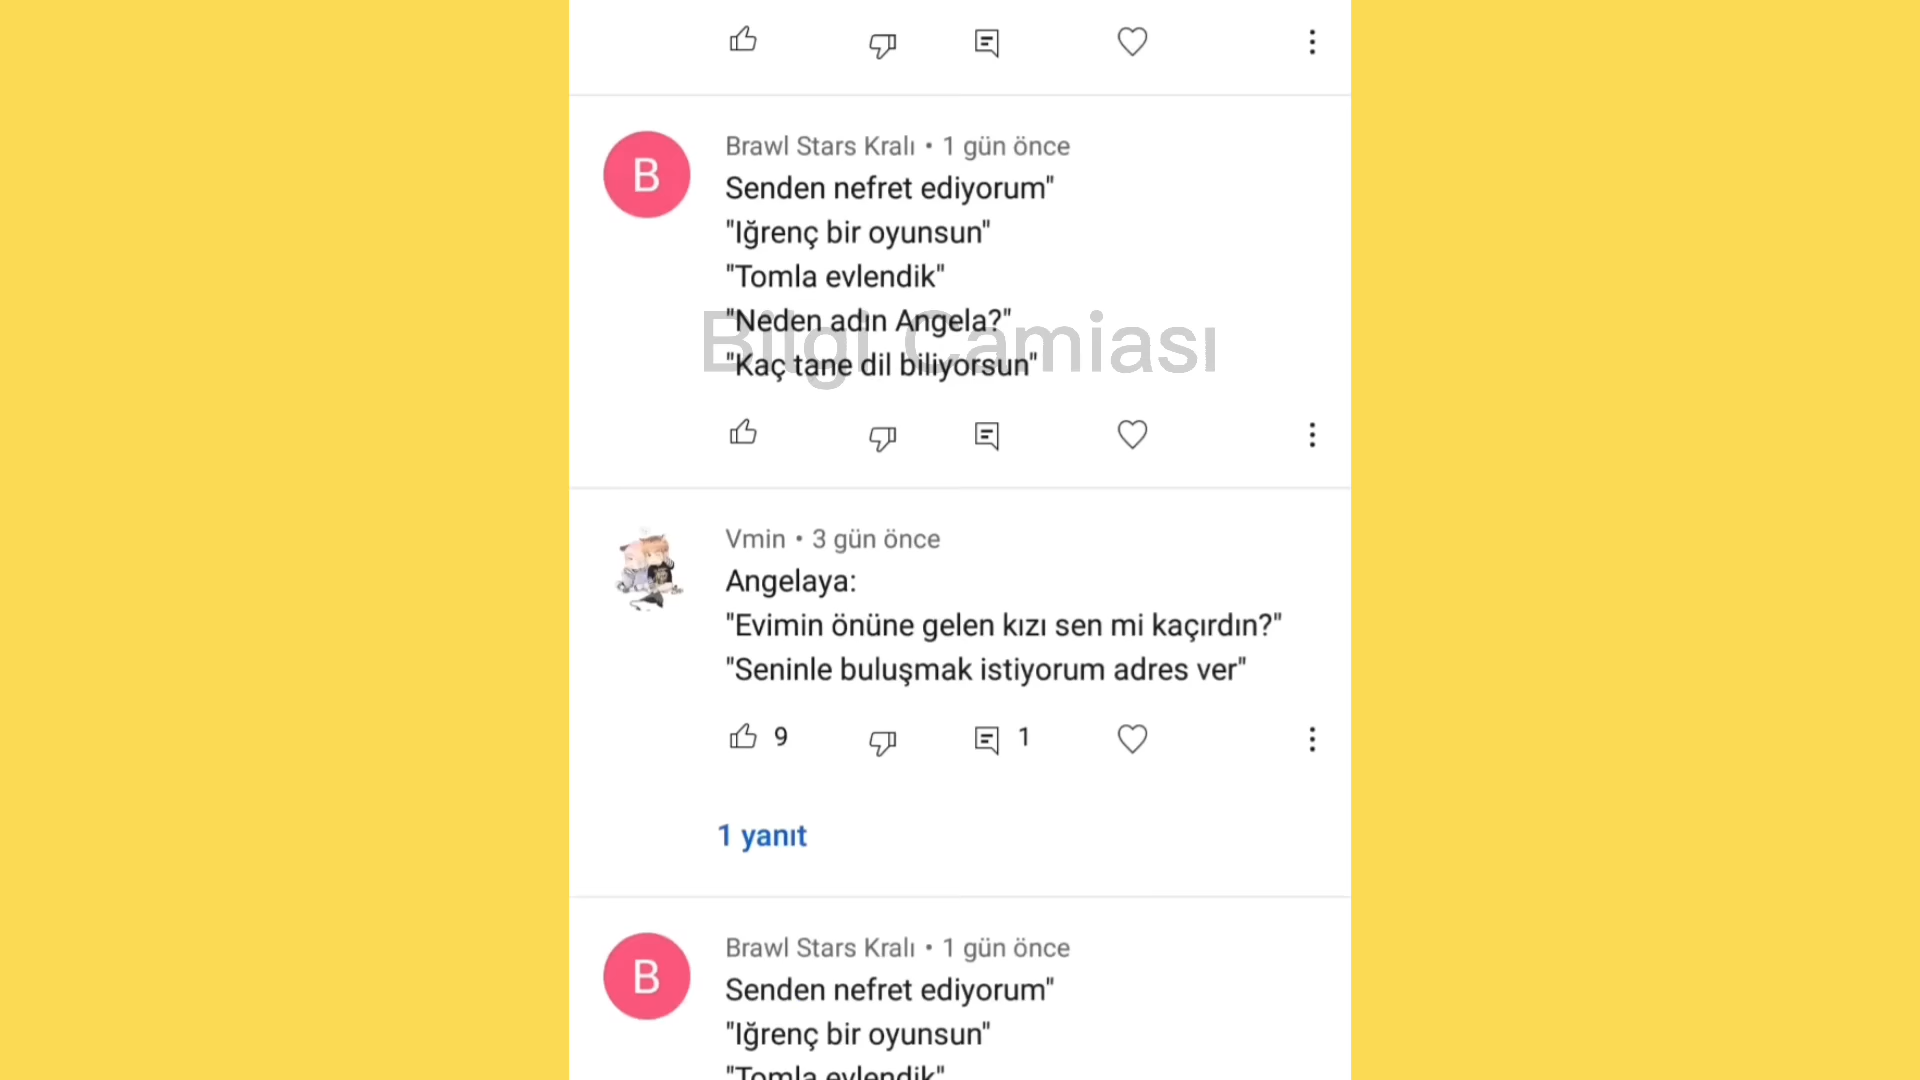 B
Brawl Stars Kralı • 1 gün önce
Senden nefret ediyorum"
"Iğrenç bir oyunsun"
"Tomla evlendik"
"Neden adın Angela?"
"Kaç tane dil biliyorsun"
BilgI Camiası
Vmin • 3 gün önce
Angelaya:
"Evimin önüne gelen kızı sen mi kaçırdın?"
"Seninle buluşmak istiyorum adres ver"
9 1
1 yanıt
B
Brawl Stars Kralı • 1 gün önce
Senden nefret ediyorum"
"Iğrenç bir oyunsun"
"Tomla evlendik"